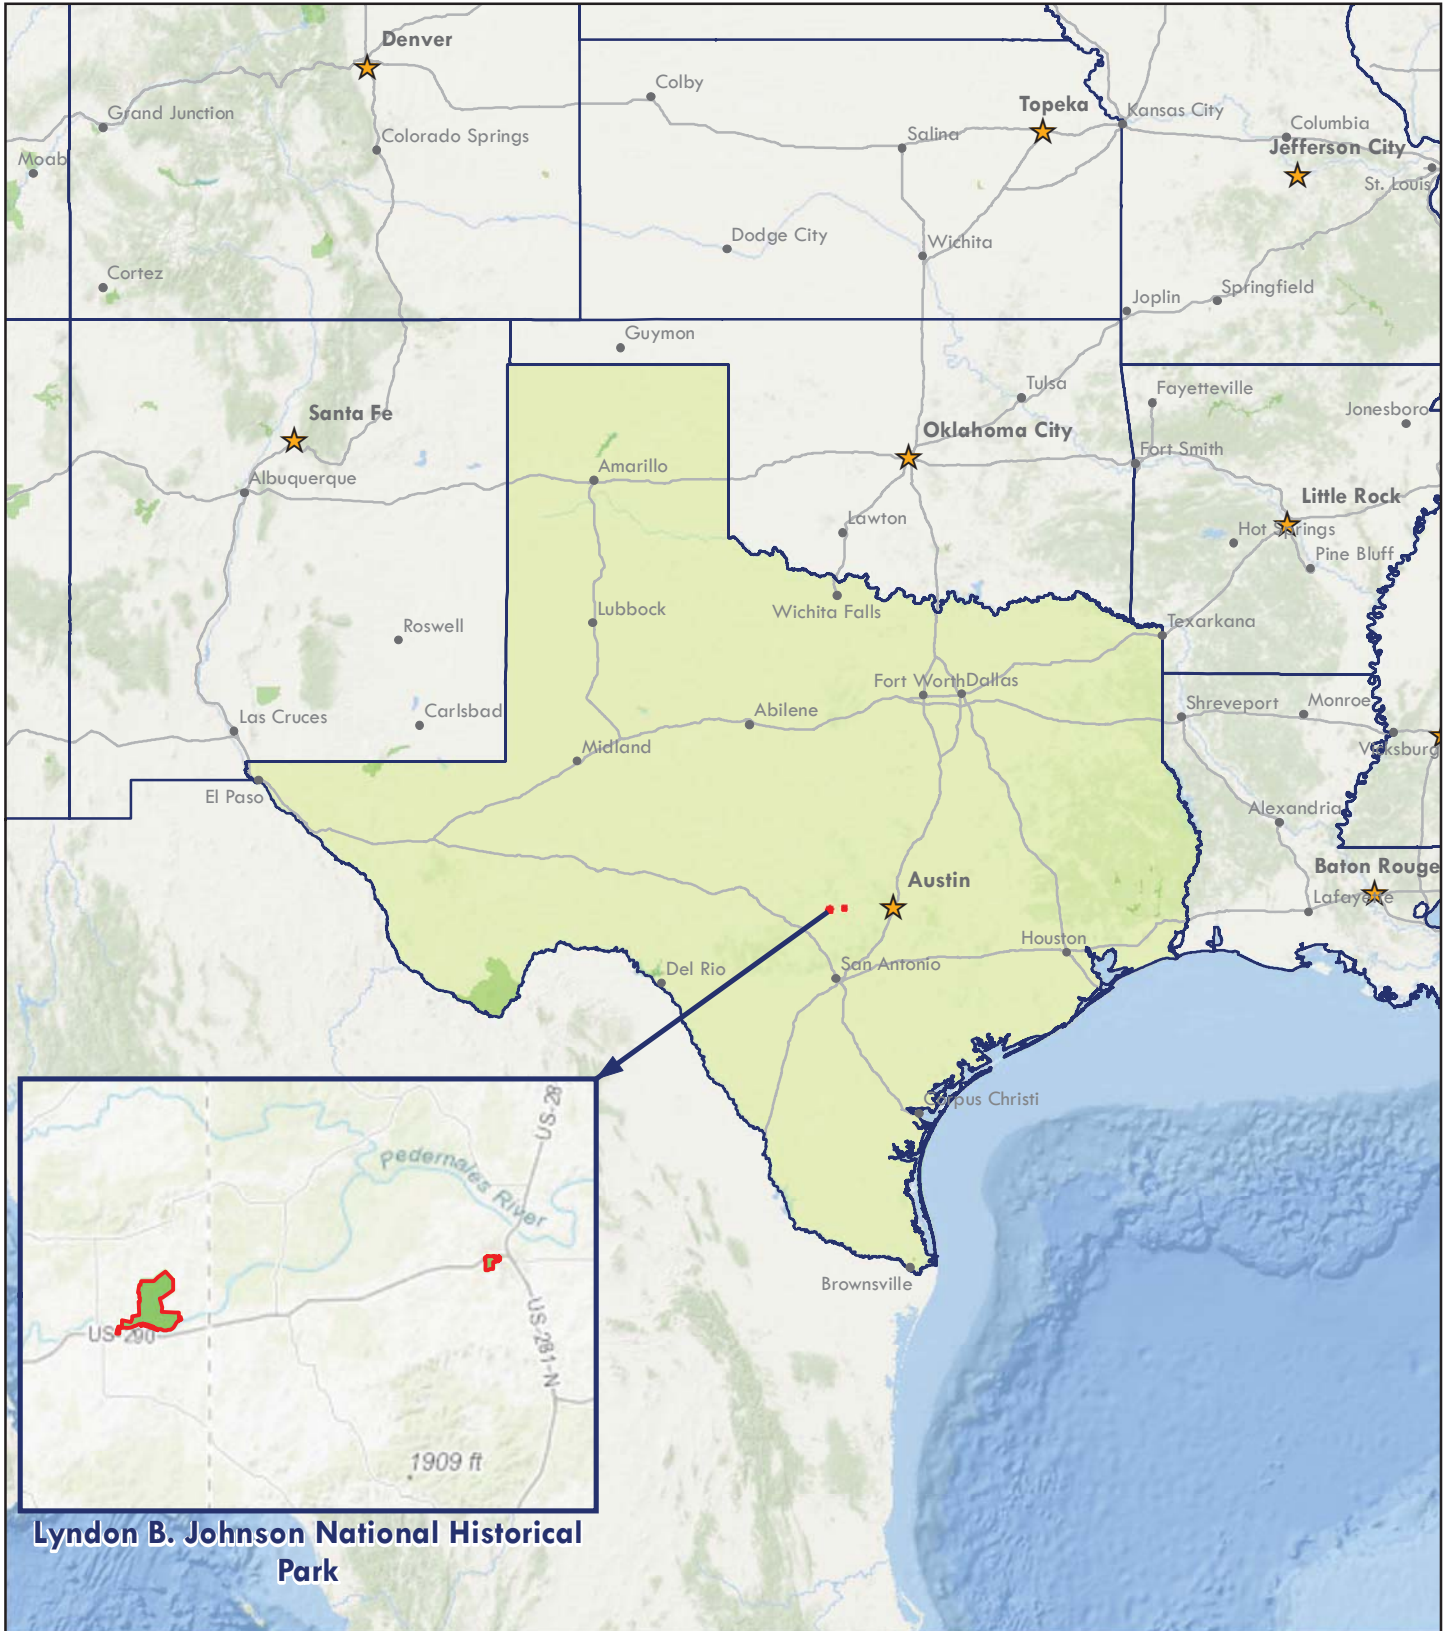 Denver
Colby
Grand Junction
Topeka
Kansas City
Columbia
Colorado Springs
Salina
Jefferson City
Moab
St. Louis
Dodge City
Wichita
Cortez
Springfield
Joplin
Guymon
Tulsa
Fayetteville
Santa Fe
Jonesboro
Oklahoma City
Fort Smith
Amarillo
Albuquerque
Little Rock
Lawton
Hot Springs
Pine Bluff
Lubbock
Wichita Falls
Roswell
Texarkana
Fort Worth
Dallas
Carlsbad
Abilene
Shreveport
Monroe
Las Cruces
Midland
Vicksburg
El Paso
Alexandria
Baton Rouge
Austin
Lafayette
Houston
San Antonio
Del Rio
Corpus Christi
US-28
Pedernales River
Brownsville
US-290
US-281-N
1909 ft
Lyndon B. Johnson National Historical
Park